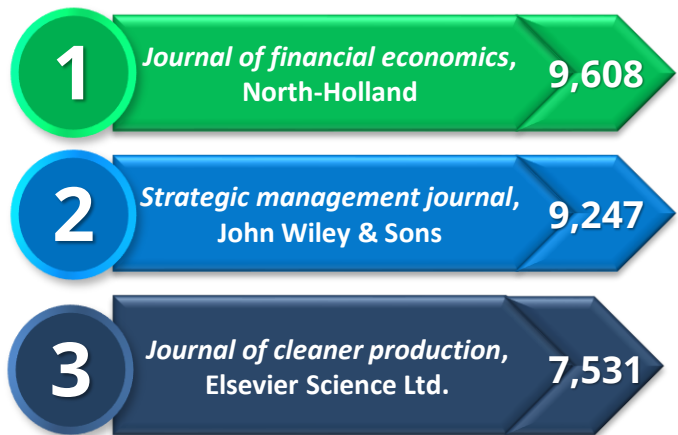 1
Journal of financial economics,
North-Holland
9,608
2
Strategic management journal,
John Wiley & Sons
9,247
3
Journal of cleaner production,
Elsevier Science Ltd.
7,531